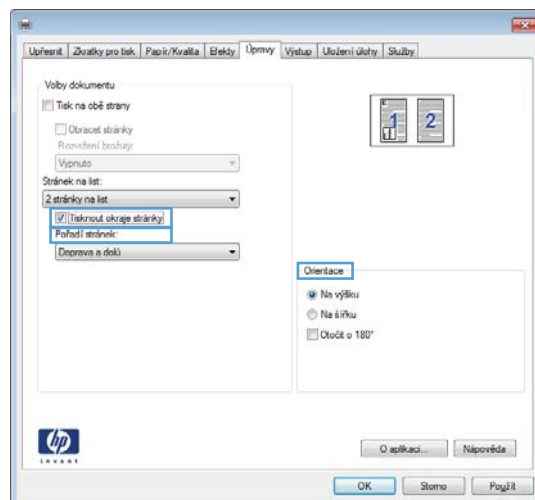 Upřesnit Zkratky pro tisk Papír/Kvalita Efekty Úpravy Výstup Uložení úlohy Služby
Volby dokumentu
Tisk na obě strany
Obracet stránky
Rozvržení brožury:
Vypnuto
Stránek na list:
2 stránky na list
Tisknout okraje stránky
Pořadí stránek:
Doprava a dolů
1 2
Orientace
Na výšku
Na šířku
Otočit o 180°
hp
invent
O aplikaci... Nápověda
OK Storno Použít